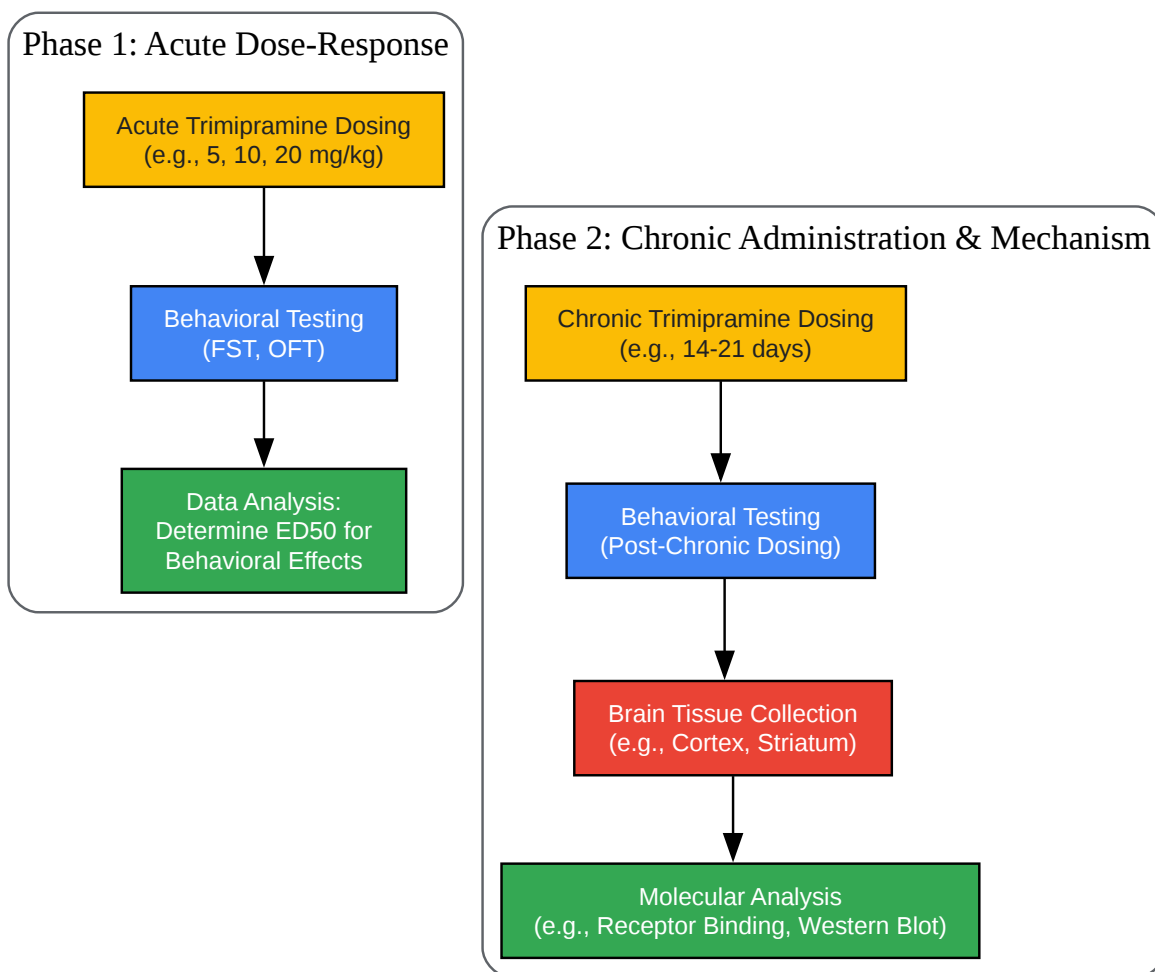 Phase 1: Acute Dose-Response
Acute Trimipramine Dosing
(e.g., 5, 10, 20 mg/kg)
Behavioral Testing
(FST, OFT)
Data Analysis:
Determine ED50 for
Behavioral Effects
Phase 2: Chronic Administration & Mechanism
Chronic Trimipramine Dosing
(e.g., 14-21 days)
Behavioral Testing
(Post-Chronic Dosing)
Brain Tissue Collection
(e.g., Cortex, Striatum)
Molecular Analysis
(e.g., Receptor Binding, Western Blot)